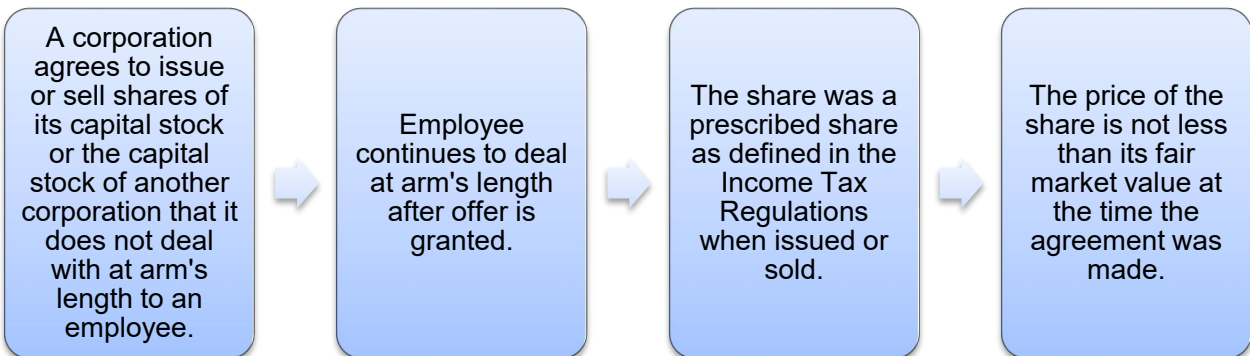 A corporation
agrees to issue
or sell shares of
its capital stock
or the capital
stock of another
corporation that it
does not deal
with at arm's
length to an
employee.
Employee
continues to deal
at arm's length
after offer is
granted.
The share was a
prescribed share
as defined in the
Income Tax
Regulations
when issued or
sold.
The price of the
share is not less
than its fair
market value at
the time the
agreement was
made.